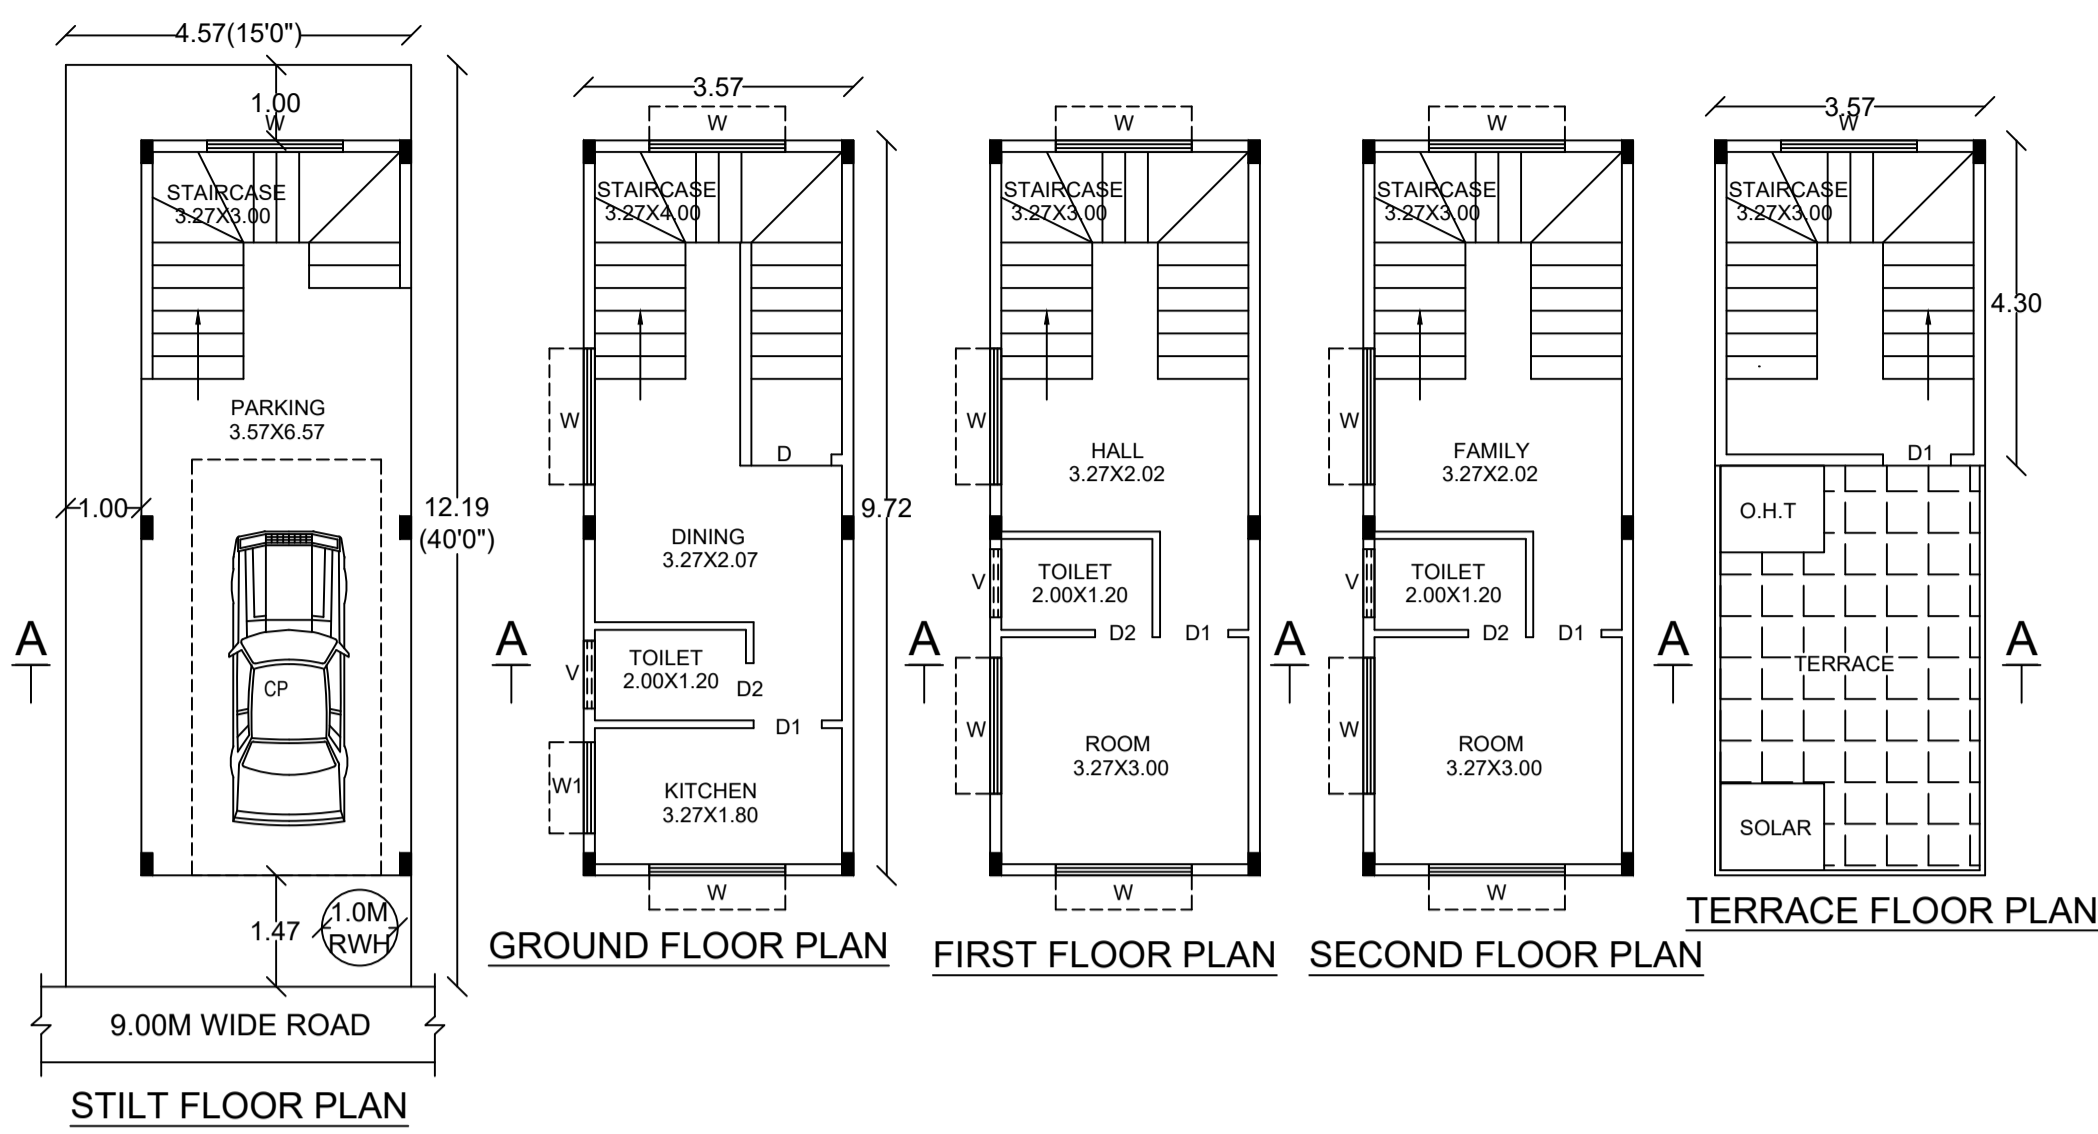 4.57(15'0")
1.00
W
STAIRCASE
3.27X3.00
PARKING
3.57X6.57
1.00
12.19
(40'0")
CP
A
1.47
1.0M
RWH
9.00M WIDE ROAD
STILT FLOOR PLAN
3.57
W
STAIRCASE
3.27X4.00
W
D
9.72
DINING
3.27X2.07
A
V
TOILET
2.00X1.20
D2
D1
W1
KITCHEN
3.27X1.80
W
GROUND FLOOR PLAN
W
STAIRCASE
3.27X3.00
W
HALL
3.27X2.02
V
TOILET
2.00X1.20
A
D2
D1
W
ROOM
3.27X3.00
W
FIRST FLOOR PLAN
W
STAIRCASE
3.27X3.00
W
FAMILY
3.27X2.02
V
TOILET
2.00X1.20
A
D2
D1
W
ROOM
3.27X3.00
W
SECOND FLOOR PLAN
3.57
W
STAIRCASE
3.27X3.00
4.30
D1
O.H.T
A
A
TERRACE
SOLAR
TERRACE FLOOR PLAN